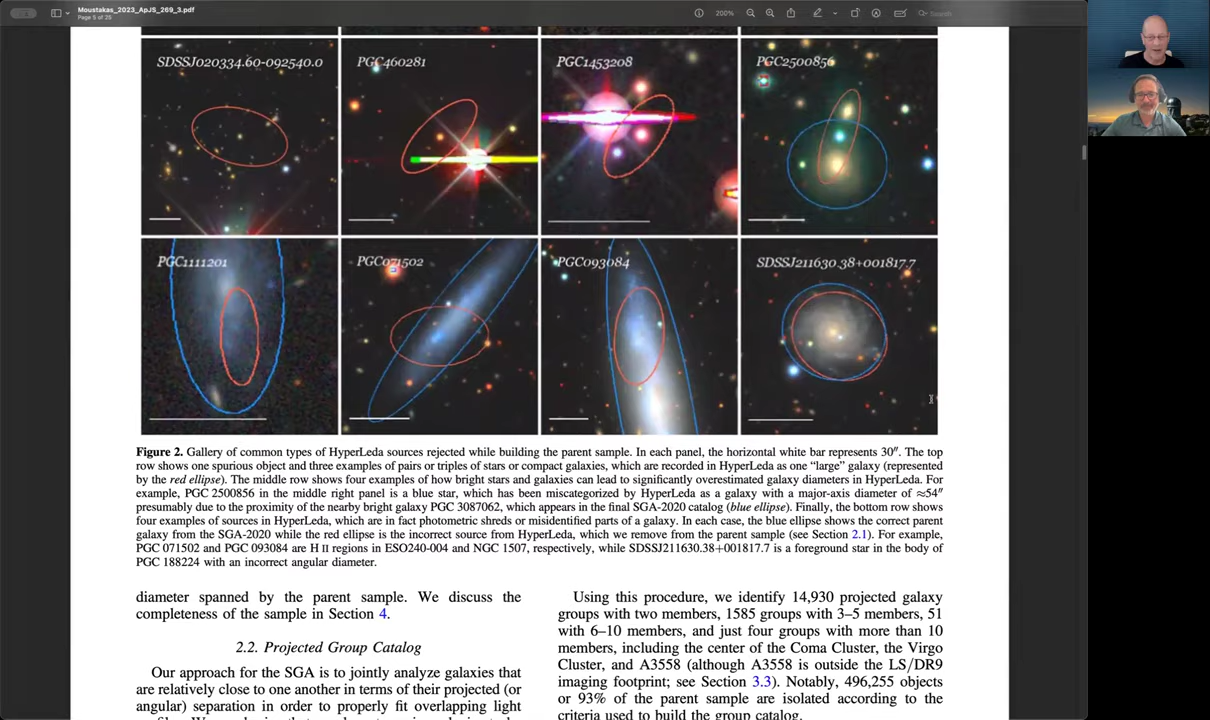 Moustakas_2023_ApJS_269_3.pdf
Page 5 of 25
200%
Search
SDSSJ020334.60-092540.0
PGC460281
PGC1453208
PGC2500856
PGC1111201
PGC071502
PGC093084
SDSSJ211630.38+001817.7
Figure 2. Gallery of common types of HyperLeda sources rejected while building the parent sample. In each panel, the horizontal white bar represents 30″. The top
row shows one spurious object and three examples of pairs or triples of stars or compact galaxies, which are recorded in HyperLeda as one “large” galaxy (represented
by the red ellipse). The middle row shows four examples of how bright stars and galaxies can lead to significantly overestimated galaxy diameters in HyperLeda. For
example, PGC 2500856 in the middle right panel is a blue star, which has been miscategorized by HyperLeda as a galaxy with a major-axis diameter of ≈54″
presumably due to the proximity of the nearby bright galaxy PGC 3087062, which appears in the final SGA-2020 catalog (blue ellipse). Finally, the bottom row shows
four examples of sources in HyperLeda, which are in fact photometric shreds or misidentified parts of a galaxy. In each case, the blue ellipse shows the correct parent
galaxy from the SGA-2020 while the red ellipse is the incorrect source from HyperLeda, which we remove from the parent sample (see Section 2.1). For example,
PGC 071502 and PGC 093084 are H II regions in ESO240-004 and NGC 1507, respectively, while SDSSJ211630.38+001817.7 is a foreground star in the body of
PGC 188224 with an incorrect angular diameter.
diameter spanned by the parent sample. We discuss the
completeness of the sample in Section 4.
2.2. Projected Group Catalog
Our approach for the SGA is to jointly analyze galaxies that
are relatively close to one another in terms of their projected (or
angular) separation in order to properly fit overlapping light
Using this procedure, we identify 14,930 projected galaxy
groups with two members, 1585 groups with 3–5 members, 51
with 6–10 members, and just four groups with more than 10
members, including the center of the Coma Cluster, the Virgo
Cluster, and A3558 (although A3558 is outside the LS/DR9
imaging footprint; see Section 3.3). Notably, 496,255 objects
or 93% of the parent sample are isolated according to the
criteria used to build the group catalog.